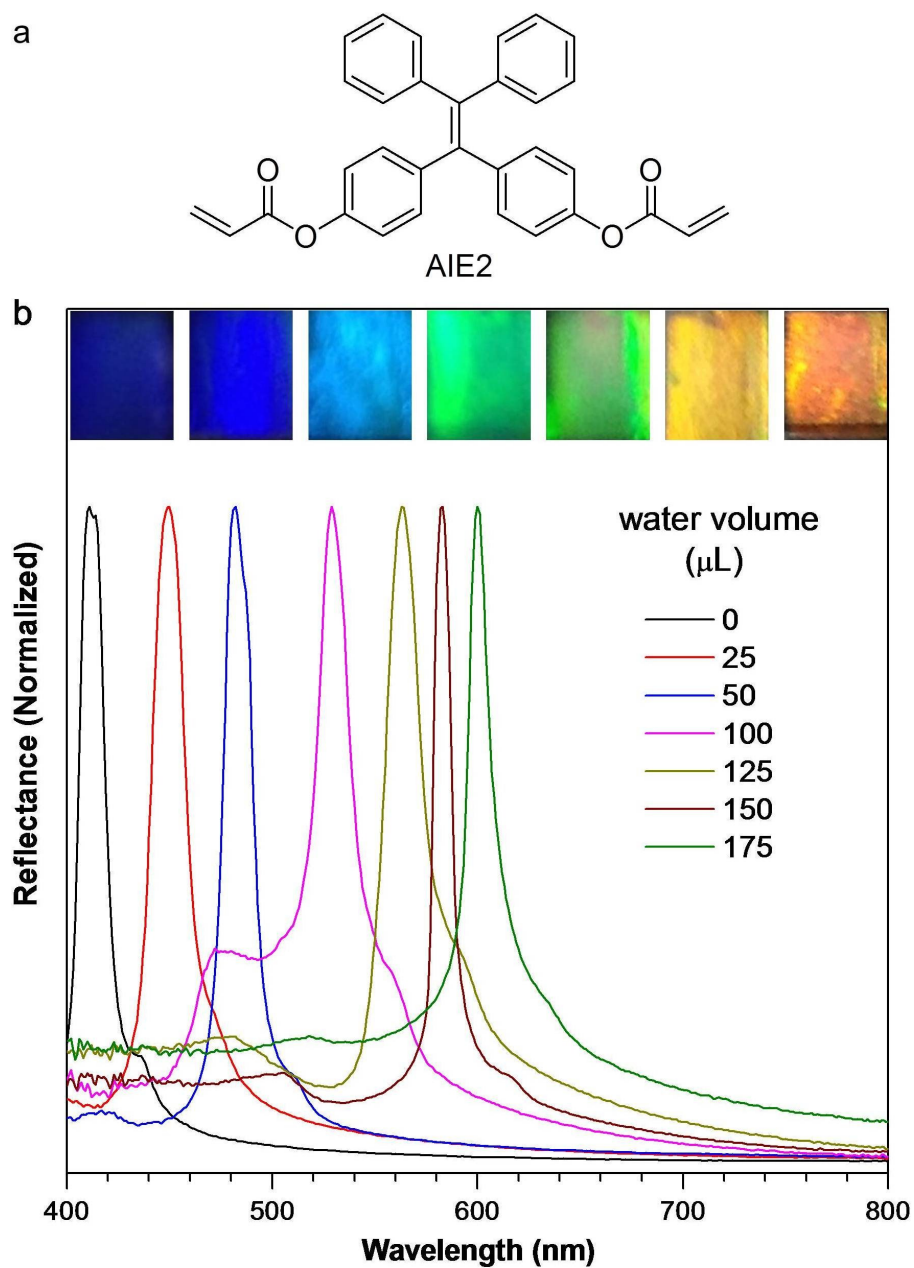 a
O
O
O
O
AIE2
b
water volume
(μL)
0
25
50
100
125
150
175
Reflectance (Normalized)
400
500
600
700
800
Wavelength (nm)